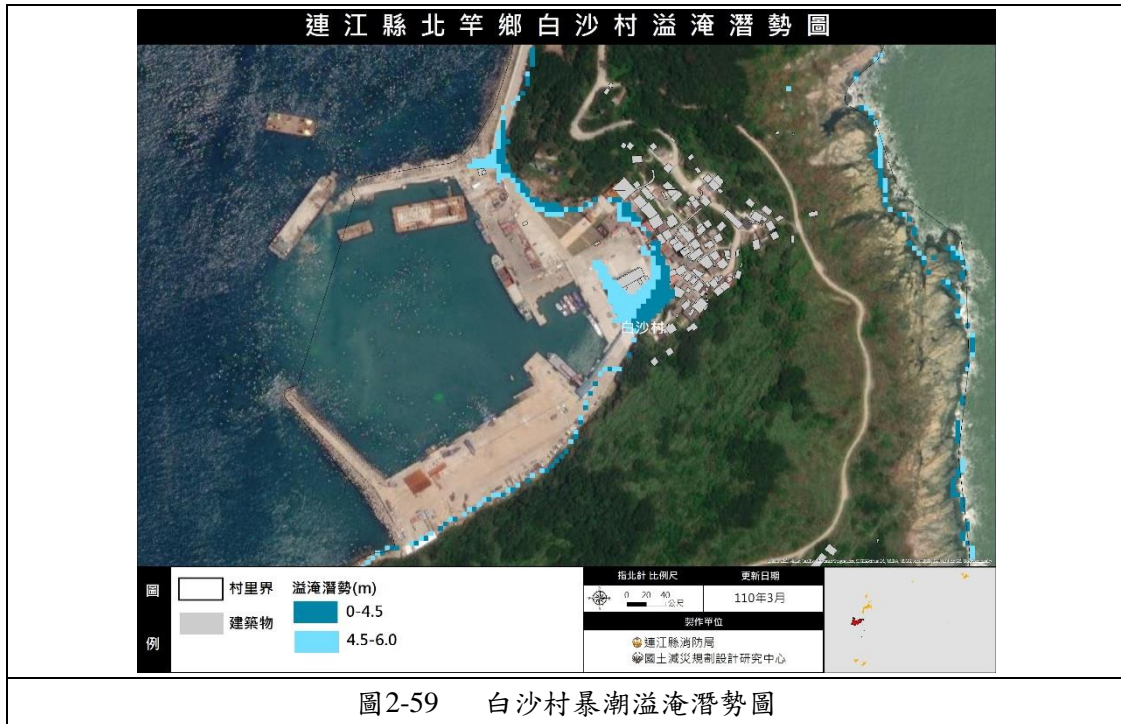 連江縣北竿鄉白沙村溢淹潛勢圖
白沙村
圖例
村里界
建築物
溢淹潛勢(m)
0-4.5
4.5-6.0
指北針 比例尺
0 20 40
公尺
更新日期
110年3月
製作單位
連江縣消防局
國土減災規劃設計研究中心
圖2-59 白沙村暴潮溢淹潛勢圖